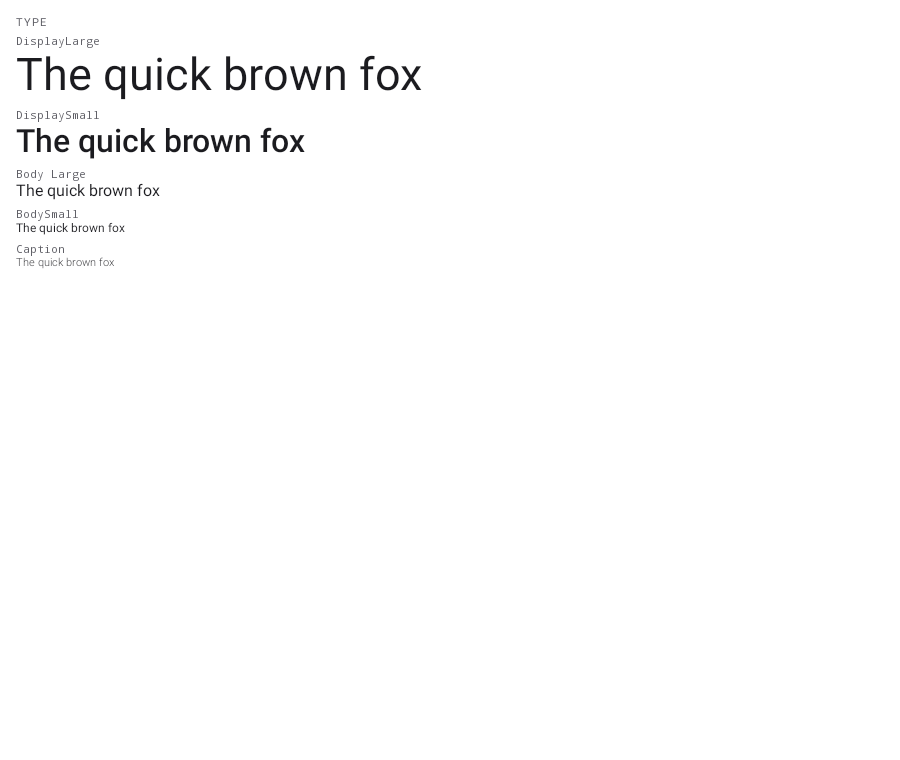 TYPE
DisplayLarge
The quick brown fox
DisplaySmall
The quick brown fox
Body Large
The quick brown fox
BodySmall
The quick brown fox
Caption
The quick brown fox